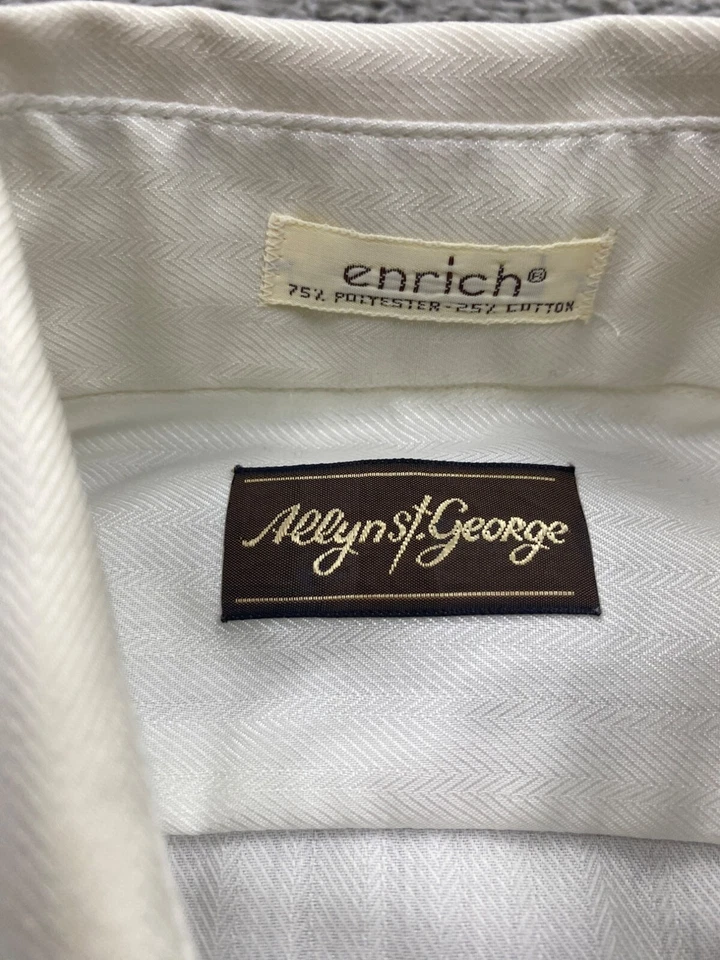 enrich®
75% POLYESTER-25% COTTON
Allyn St. George